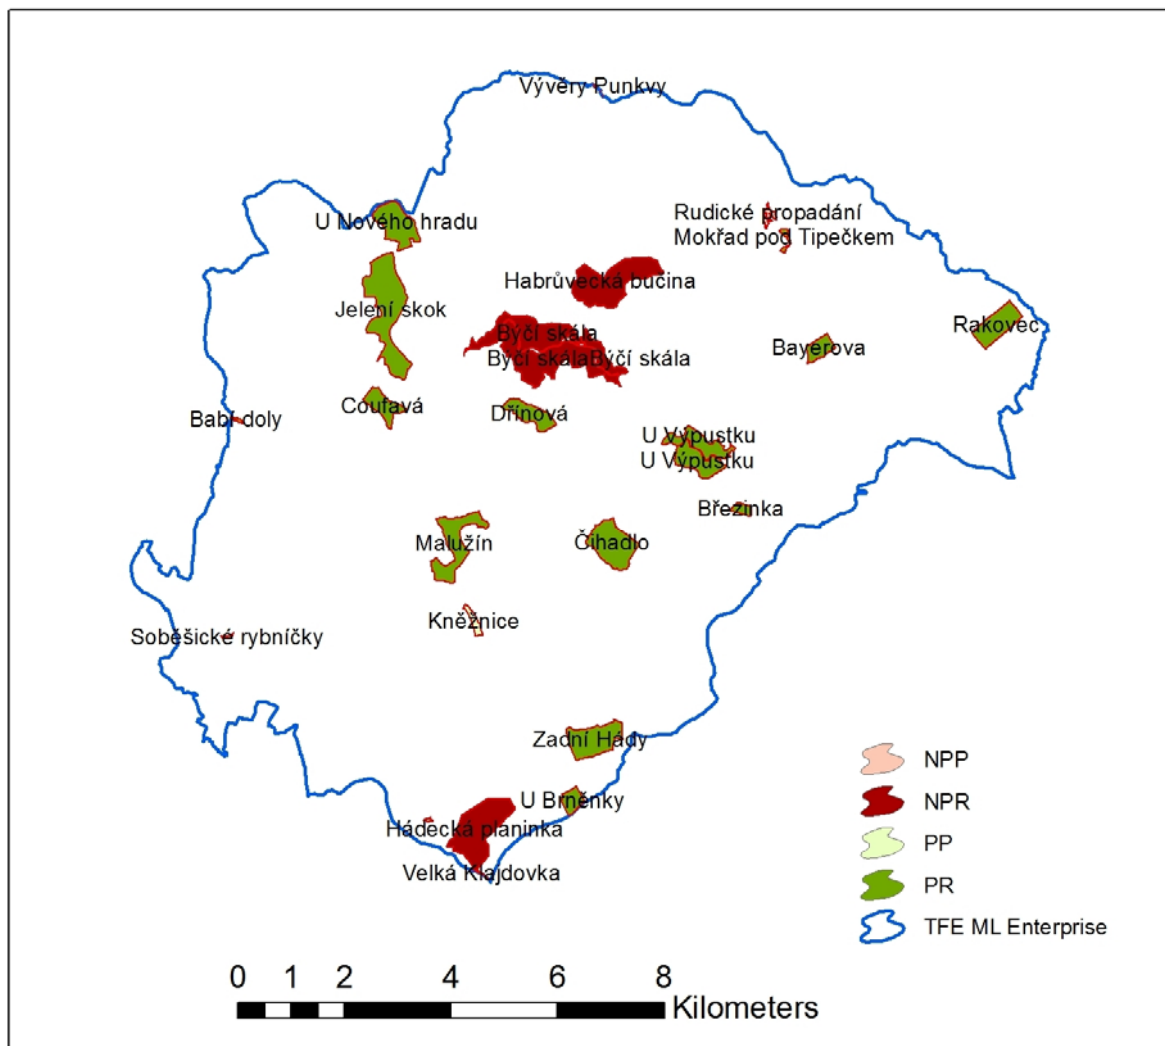 Vývěry Punkvy
Rudické propadání
U Nového hradu
Mokřad pod Tipečkem
Habrůvecká bučina
Jelení skok
Rakovec
Býčí skála
Bayerova
Býčí skála
Býčí skála
Coufavá
Dřínová
Babí doly
U Výpustku
U Výpustku
Březinka
Malužín
Čihadlo
Kněžnice
Soběšické rybníčky
Zadní Hády
NPP
U Brněnky
NPR
Hádecká planinka
PP
Velká Klajdovka
PR
TFE ML Enterprise
0 1 2 4 6 8
Kilometers